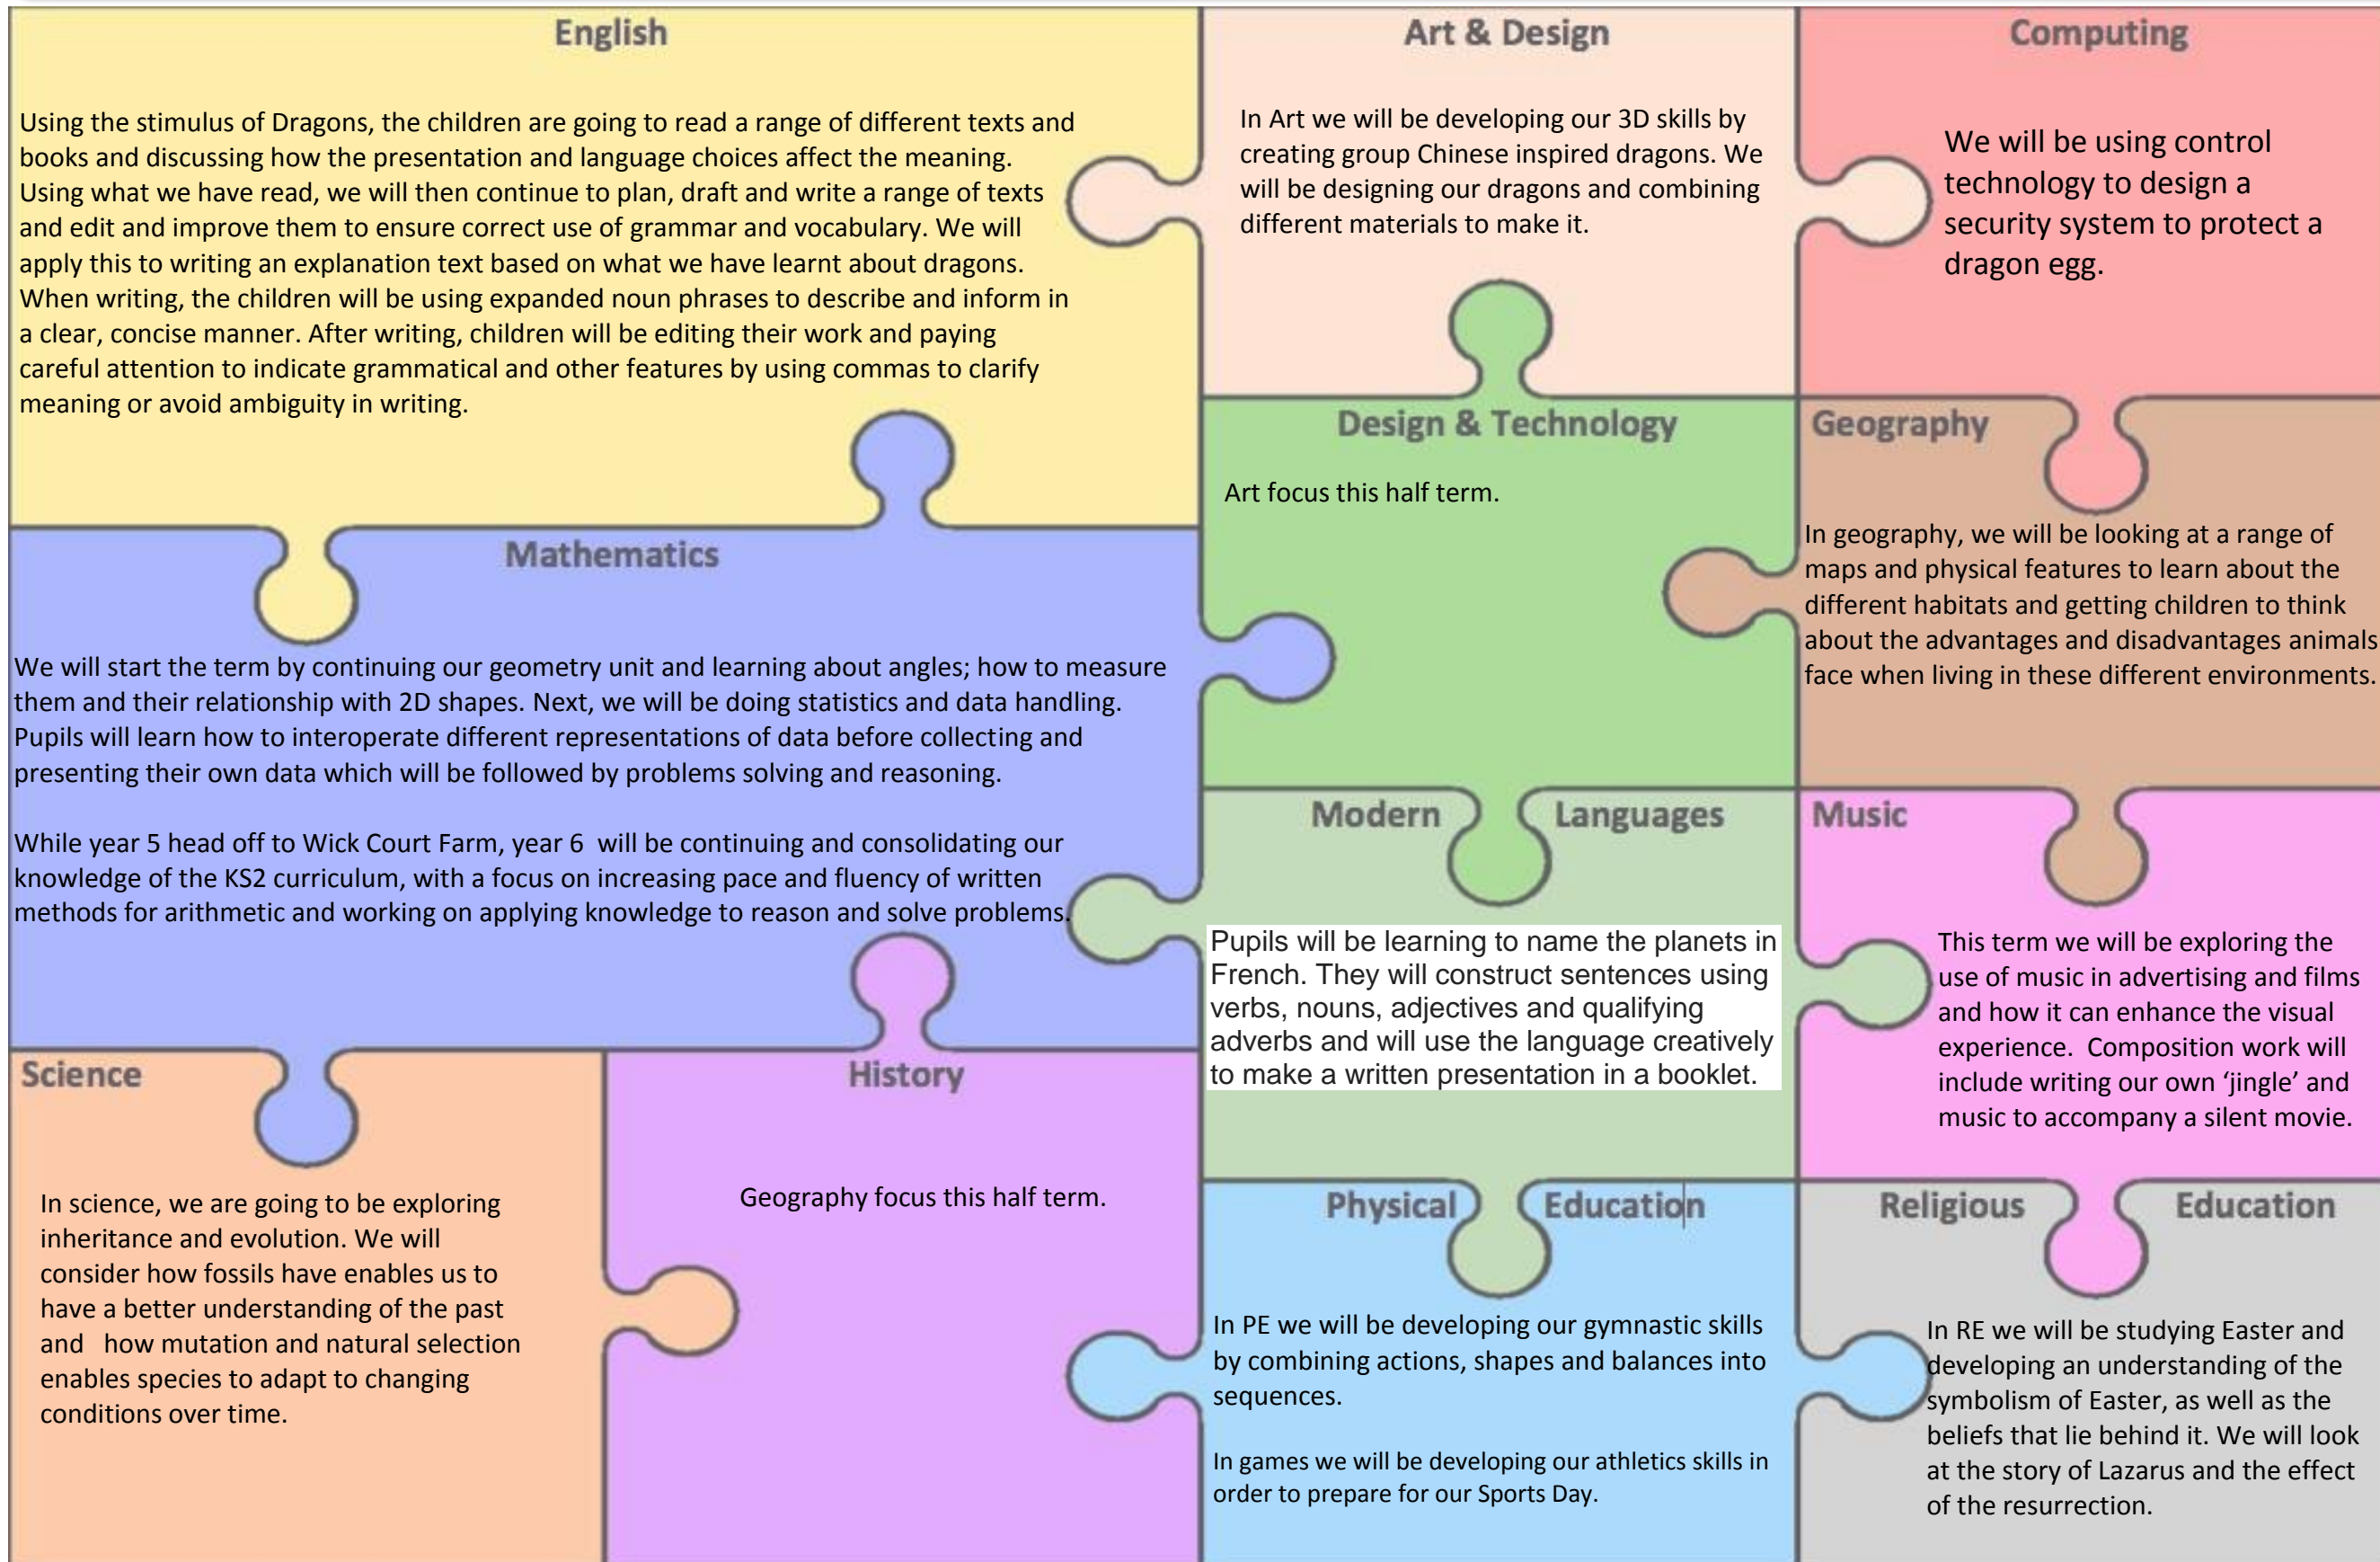 English
Using the stimulus of Dragons, the children are going to read a range of different texts and
books and discussing how the presentation and language choices affect the meaning.
Using what we have read, we will then continue to plan, draft and write a range of texts
and edit and improve them to ensure correct use of grammar and vocabulary. We will
apply this to writing an explanation text based on what we have learnt about dragons.
When writing, the children will be using expanded noun phrases to describe and inform in
a clear, concise manner. After writing, children will be editing their work and paying
careful attention to indicate grammatical and other features by using commas to clarify
meaning or avoid ambiguity in writing.
Art & Design
In Art we will be developing our 3D skills by
creating group Chinese inspired dragons. We
will be designing our dragons and combining
different materials to make it.
Computing
We will be using control
technology to design a
security system to protect a
dragon egg.
Design & Technology
Art focus this half term.
Geography
In geography, we will be looking at a range of
maps and physical features to learn about the
different habitats and getting children to think
about the advantages and disadvantages animals
face when living in these different environments.
Mathematics
We will start the term by continuing our geometry unit and learning about angles; how to measure
them and their relationship with 2D shapes. Next, we will be doing statistics and data handling.
Pupils will learn how to interoperate different representations of data before collecting and
presenting their own data which will be followed by problems solving and reasoning.
While year 5 head off to Wick Court Farm, year 6 will be continuing and consolidating our
knowledge of the KS2 curriculum, with a focus on increasing pace and fluency of written
methods for arithmetic and working on applying knowledge to reason and solve problems.
Modern Languages
Pupils will be learning to name the planets in
French. They will construct sentences using
verbs, nouns, adjectives and qualifying
adverbs and will use the language creatively
to make a written presentation in a booklet.
Music
This term we will be exploring the
use of music in advertising and films
and how it can enhance the visual
experience. Composition work will
include writing our own ‘jingle’ and
music to accompany a silent movie.
Science
In science, we are going to be exploring
inheritance and evolution. We will
consider how fossils have enables us to
have a better understanding of the past
and how mutation and natural selection
enables species to adapt to changing
conditions over time.
History
Geography focus this half term.
Physical Education
In PE we will be developing our gymnastic skills
by combining actions, shapes and balances into
sequences.
In games we will be developing our athletics skills in
order to prepare for our Sports Day.
Religious Education
In RE we will be studying Easter and
developing an understanding of the
symbolism of Easter, as well as the
beliefs that lie behind it. We will look
at the story of Lazarus and the effect
of the resurrection.